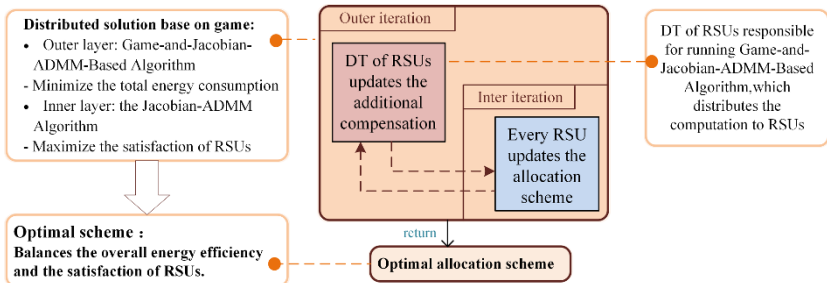 Distributed solution base on game:
• Outer layer: Game-and-Jacobian-
ADMM-Based Algorithm
- Minimize the total energy consumption
• Inner layer: the Jacobian-ADMM
Algorithm
- Maximize the satisfaction of RSUs
Optimal scheme：
Balances the overall energy efficiency
and the satisfaction of RSUs.
Outer iteration
DT of RSUs
updates the
additional
compensation
Inter iteration
Every RSU
updates the
allocation
scheme
return
Optimal allocation scheme
DT of RSUs responsible
for running Game-and-
Jacobian-ADMM-Based
Algorithm,which
distributes the
computation to RSUs